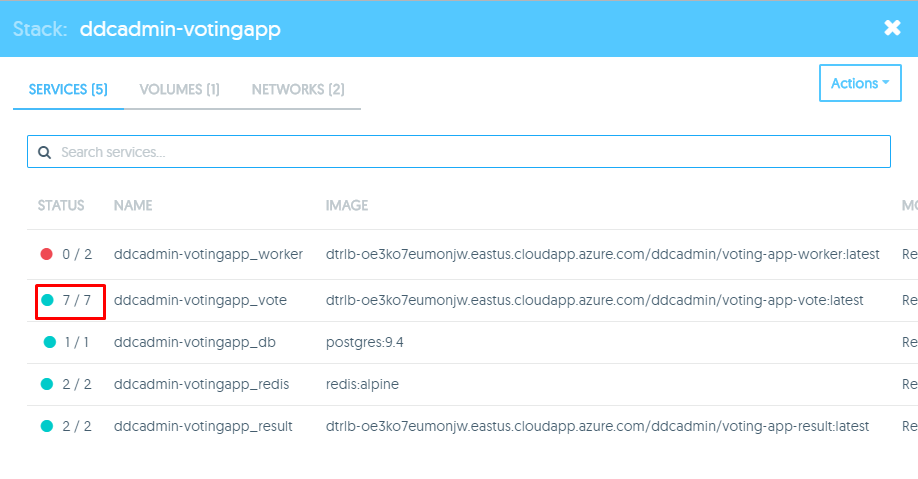 Stack: ddcadmin-votingapp
SERVICES (5) VOLUMES (1) NETWORKS (2) Actions
Search services...
STATUS NAME IMAGE MO
0 / 2 ddcadmin-votingapp_worker dtrlb-oe3ko7eumonjw.eastus.cloudapp.azure.com/ddcadmin/voting-app-worker:latest Re
7 / 7 ddcadmin-votingapp_vote dtrlb-oe3ko7eumonjw.eastus.cloudapp.azure.com/ddcadmin/voting-app-vote:latest Re
1 / 1 ddcadmin-votingapp_db postgres:9.4 Re
2 / 2 ddcadmin-votingapp_redis redis:alpine Re
2 / 2 ddcadmin-votingapp_result dtrlb-oe3ko7eumonjw.eastus.cloudapp.azure.com/ddcadmin/voting-app-result:latest Re